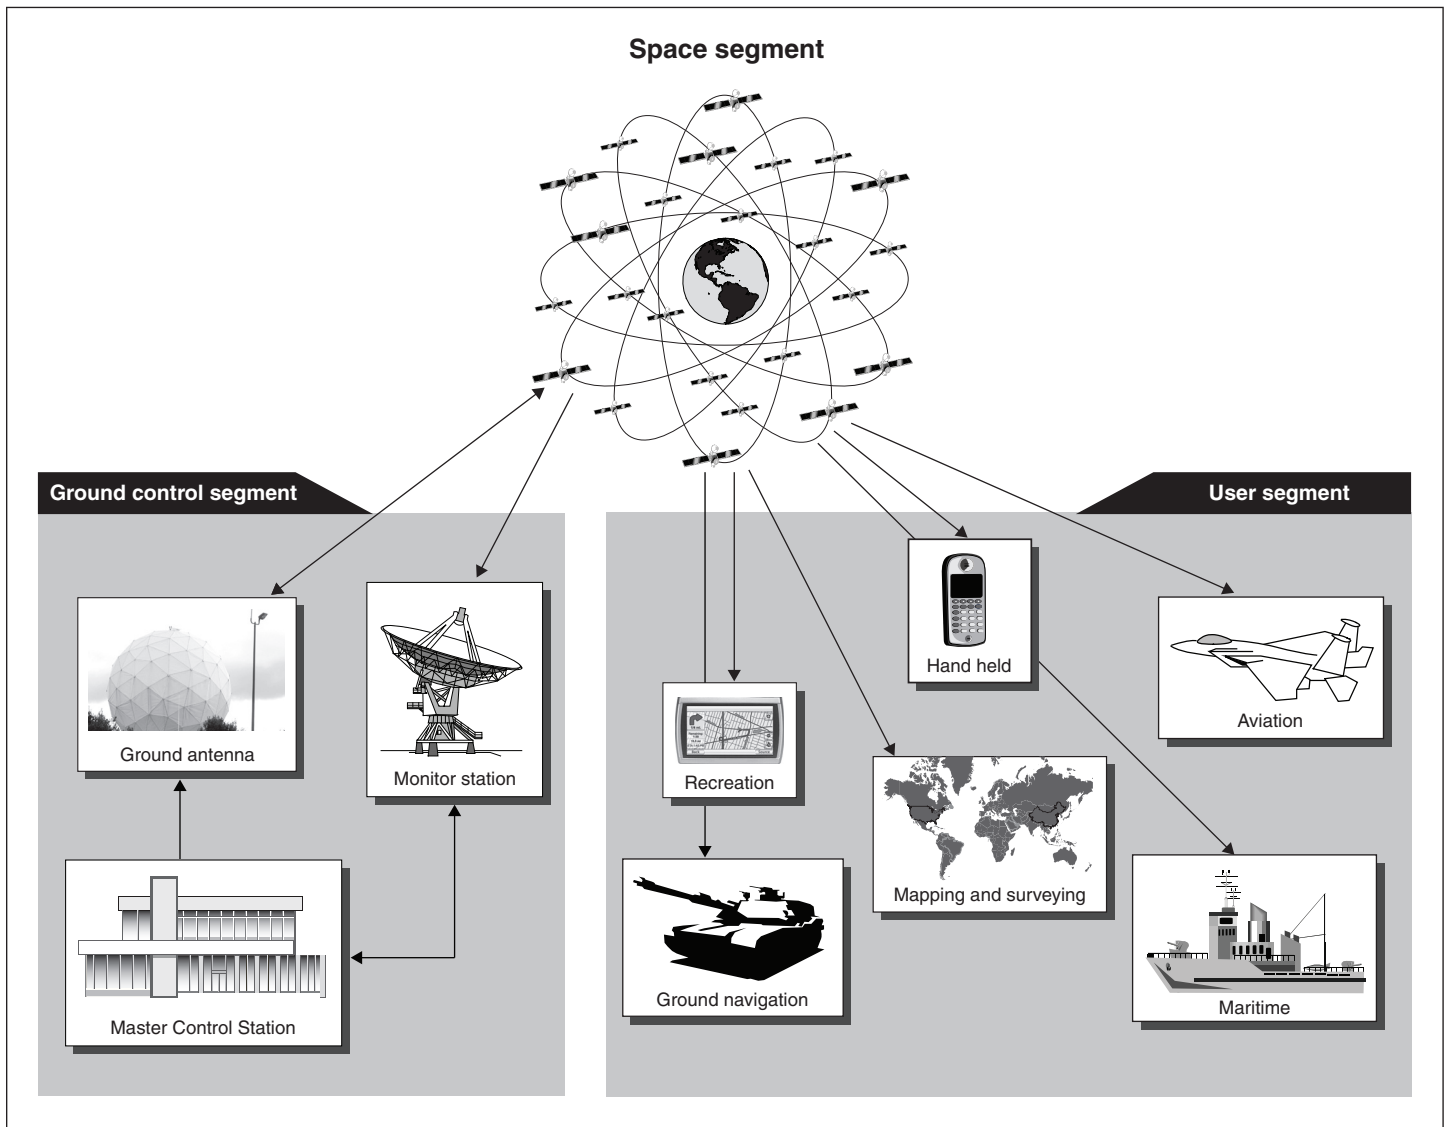 Space segment
Ground control segment
User segment
Ground antenna
Monitor station
Master Control Station
Recreation
Ground navigation
Mapping and surveying
Hand held
Aviation
Maritime